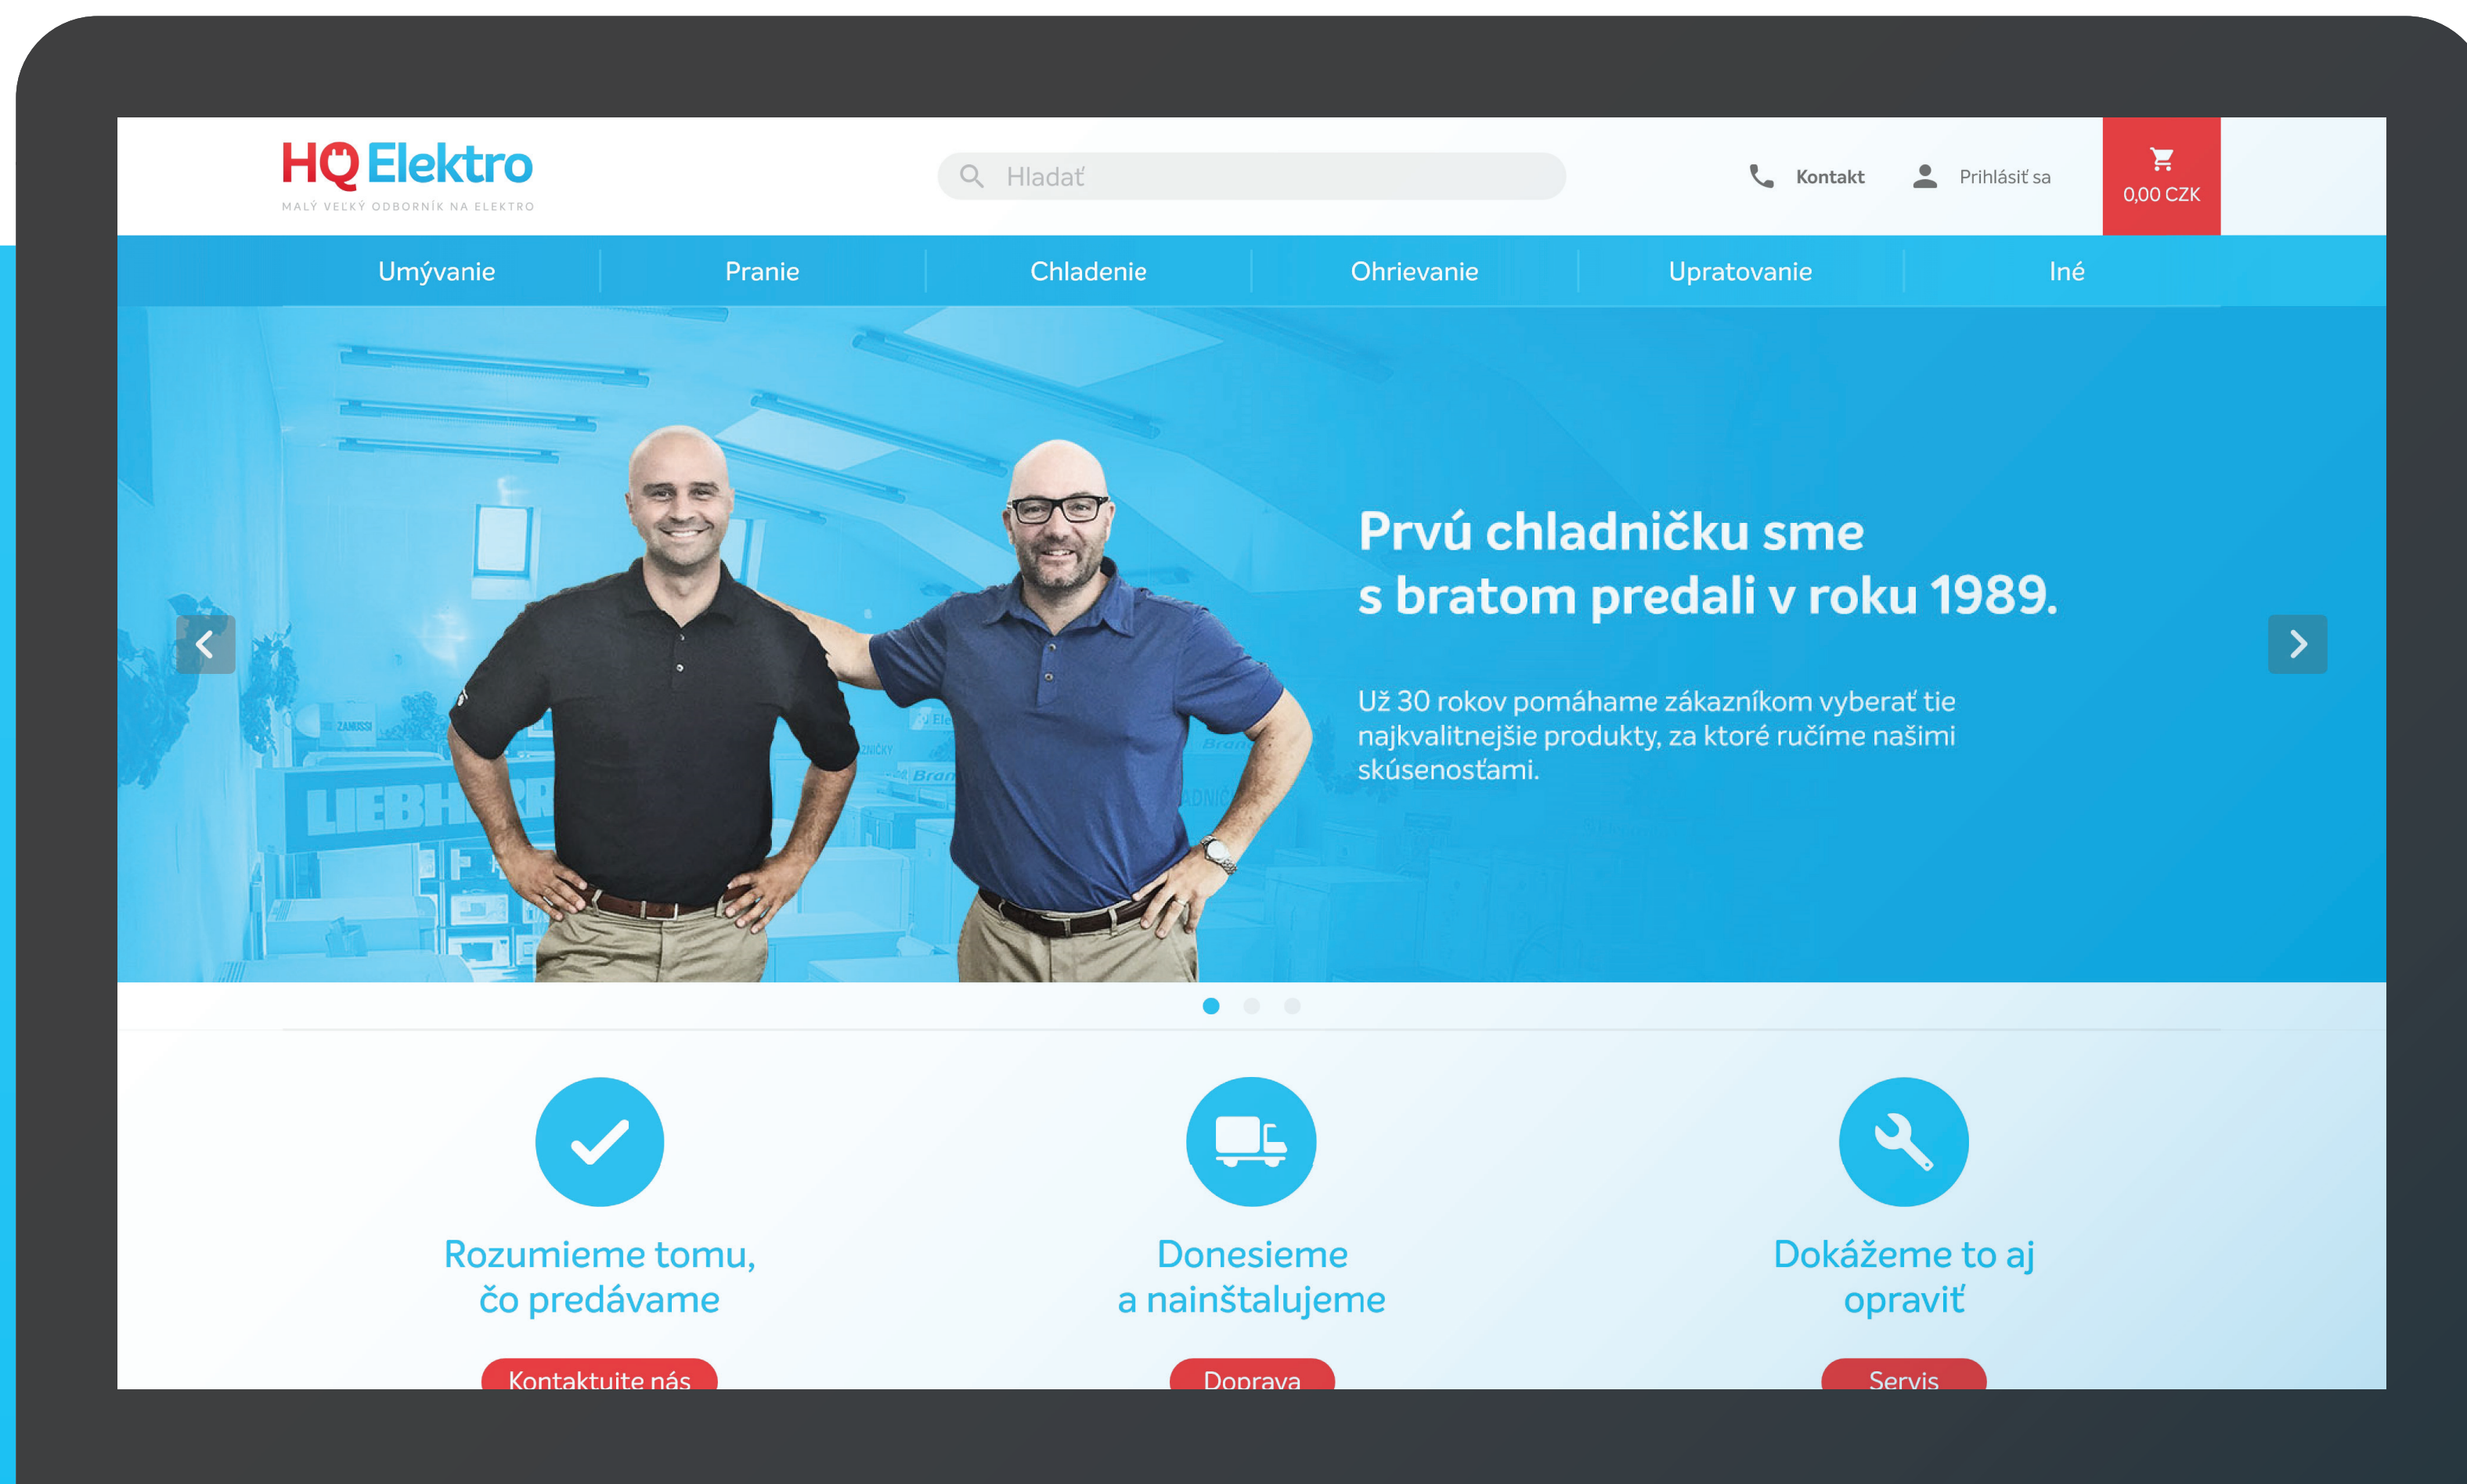 HQ Elektro
MALÝ VEĽKÝ ODBORNÍK NA ELEKTRO
Hladať
Kontakt
Prihlásiť sa
0,00 CZK
Umývanie
Pranie
Chladenie
Ohrievanie
Upratovanie
Iné
Prvú chladničku sme
s bratom predali v roku 1989.
Už 30 rokov pomáhame zákazníkom vyberať tie
najkvalitnejšie produkty, za ktoré ručíme našimi
skúsenosťami.
ZANUSSI
Rozumieme tomu,
čo predávame
Donesieme
a nainštalujeme
Dokážeme to aj
opraviť
Kontaktujte nás
Doprava
Servis